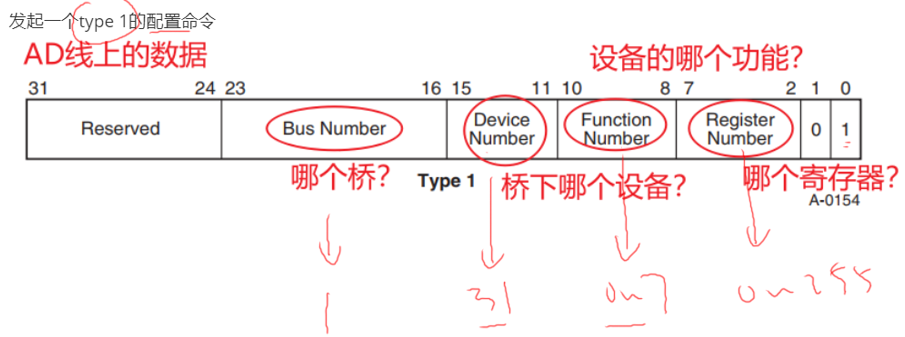 发起一个type 1的配置命令
AD线上的数据
设备的哪个功能？
31 24 23 16 15 11 10 8 7 2 1 0
Reserved Bus Number Device Number Function Number Register Number 0 1
哪个桥？
Type 1
桥下哪个设备？
哪个寄存器？
A-0154
1 31 0~7 0~255